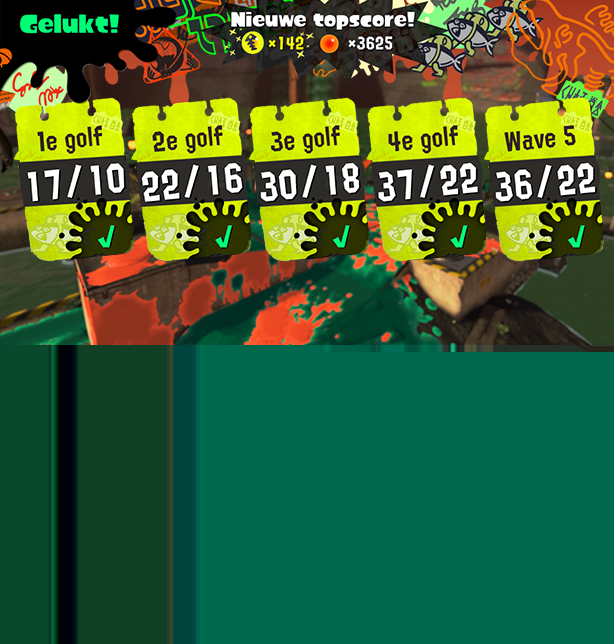 Gelukt!
Nieuwe topscore!
×142 ×3625
1e golf
17/10
2e golf
22/16
3e golf
30/18
4e golf
37/22
Wave 5
36/22